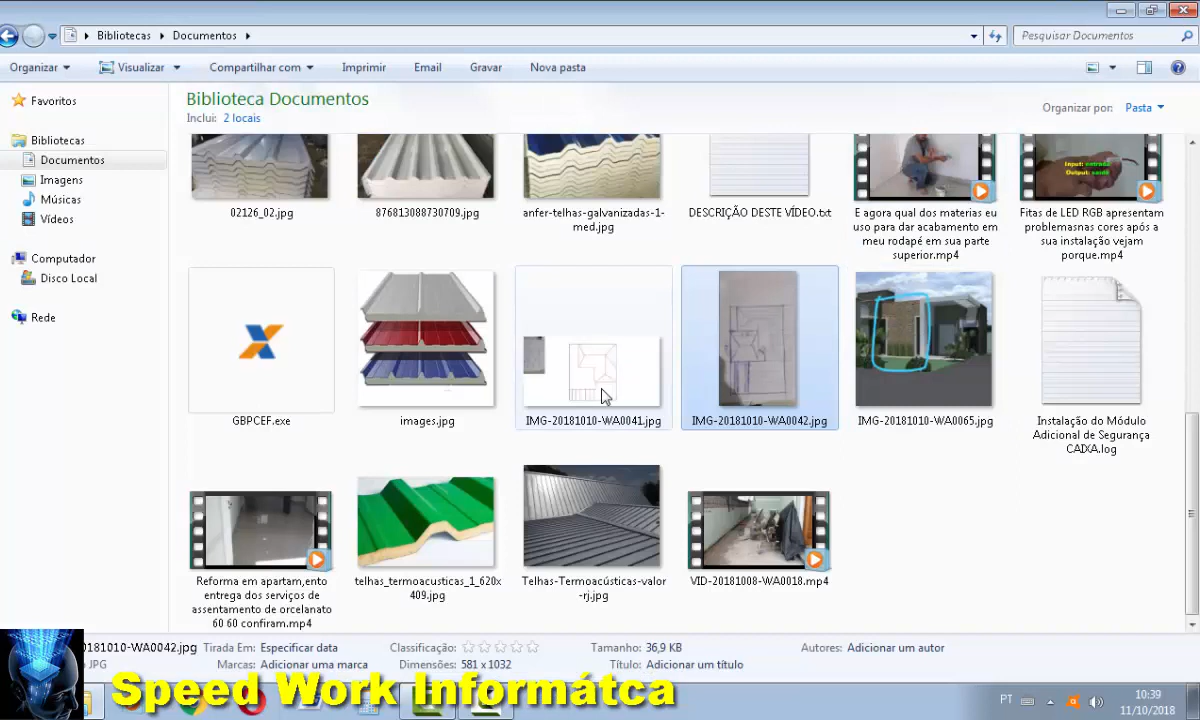 Bibliotecas
Documentos
Pesquisar Documentos
Organizar
Visualizar
Compartilhar com
Imprimir
Email
Gravar
Nova pasta
Favoritos
Bibliotecas
Documentos
Imagens
Músicas
Vídeos
Computador
Disco Local
Rede
Biblioteca Documentos
Inclui: 2 locais
Organizar por: Pasta
02126_02.jpg
876813088730709.jpg
anfer-telhas-galvanizadas-1-
med.jpg
DESCRIÇÃO DESTE VÍDEO.txt
E agora qual dos materias eu
uso para dar acabamento em
meu rodapé em sua parte
superior.mp4
Input: entrada
Output: saída
Fitas de LED RGB apresentam
problemasnas cores após a
sua instalação vejam
porque.mp4
GBPCEF.exe
images.jpg
IMG-20181010-WA0041.jpg
IMG-20181010-WA0042.jpg
IMG-20181010-WA0065.jpg
Instalação do Módulo
Adicional de Segurança
CAIXA.log
Reforma em apartam,ento
entrega dos serviços de
assentamento de orcelanato
60 60 confiram.mp4
telhas_termoacusticas_1_620x
409.jpg
Telhas-Termoacústicas-valor
-rj.jpg
VID-20181008-WA0018.mp4
0181010-WA0042.jpg
Tirada Em: Especificar data
Classificação:
Tamanho: 36,9 KB
Autores: Adicionar um autor
JPG
Marcas: Adicionar uma marca
Dimensões: 581 x 1032
Título: Adicionar um título
Speed Work Informátca
PT
10:39
11/10/2018